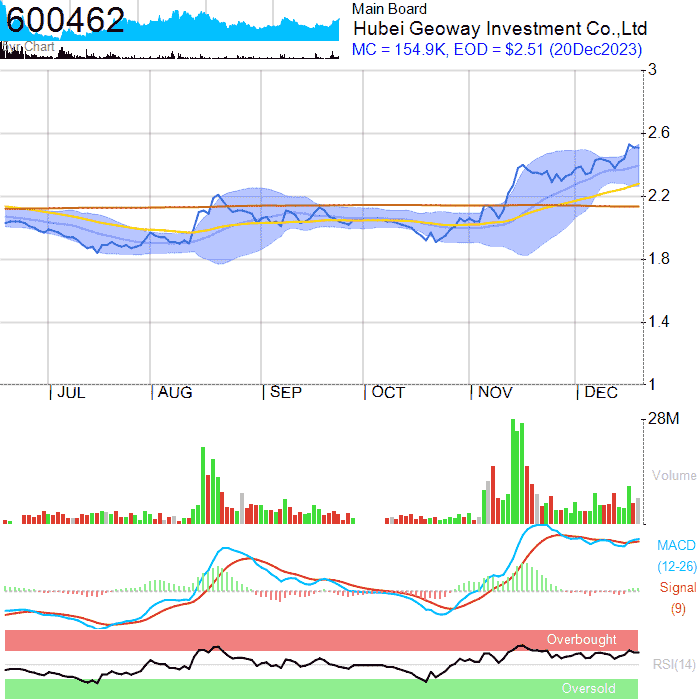 600462
Main Board
Hubei Geoway Investment Co.,Ltd
MC = 154.9K, EOD = $2.51 (20Dec2023)
Chart
3
2.6
2.2
1.8
1.4
1
JUL
AUG
SEP
OCT
NOV
DEC
28M
Volume
MACD
(12-26)
Signal
(9)
Overbought
RSI(14)
Oversold